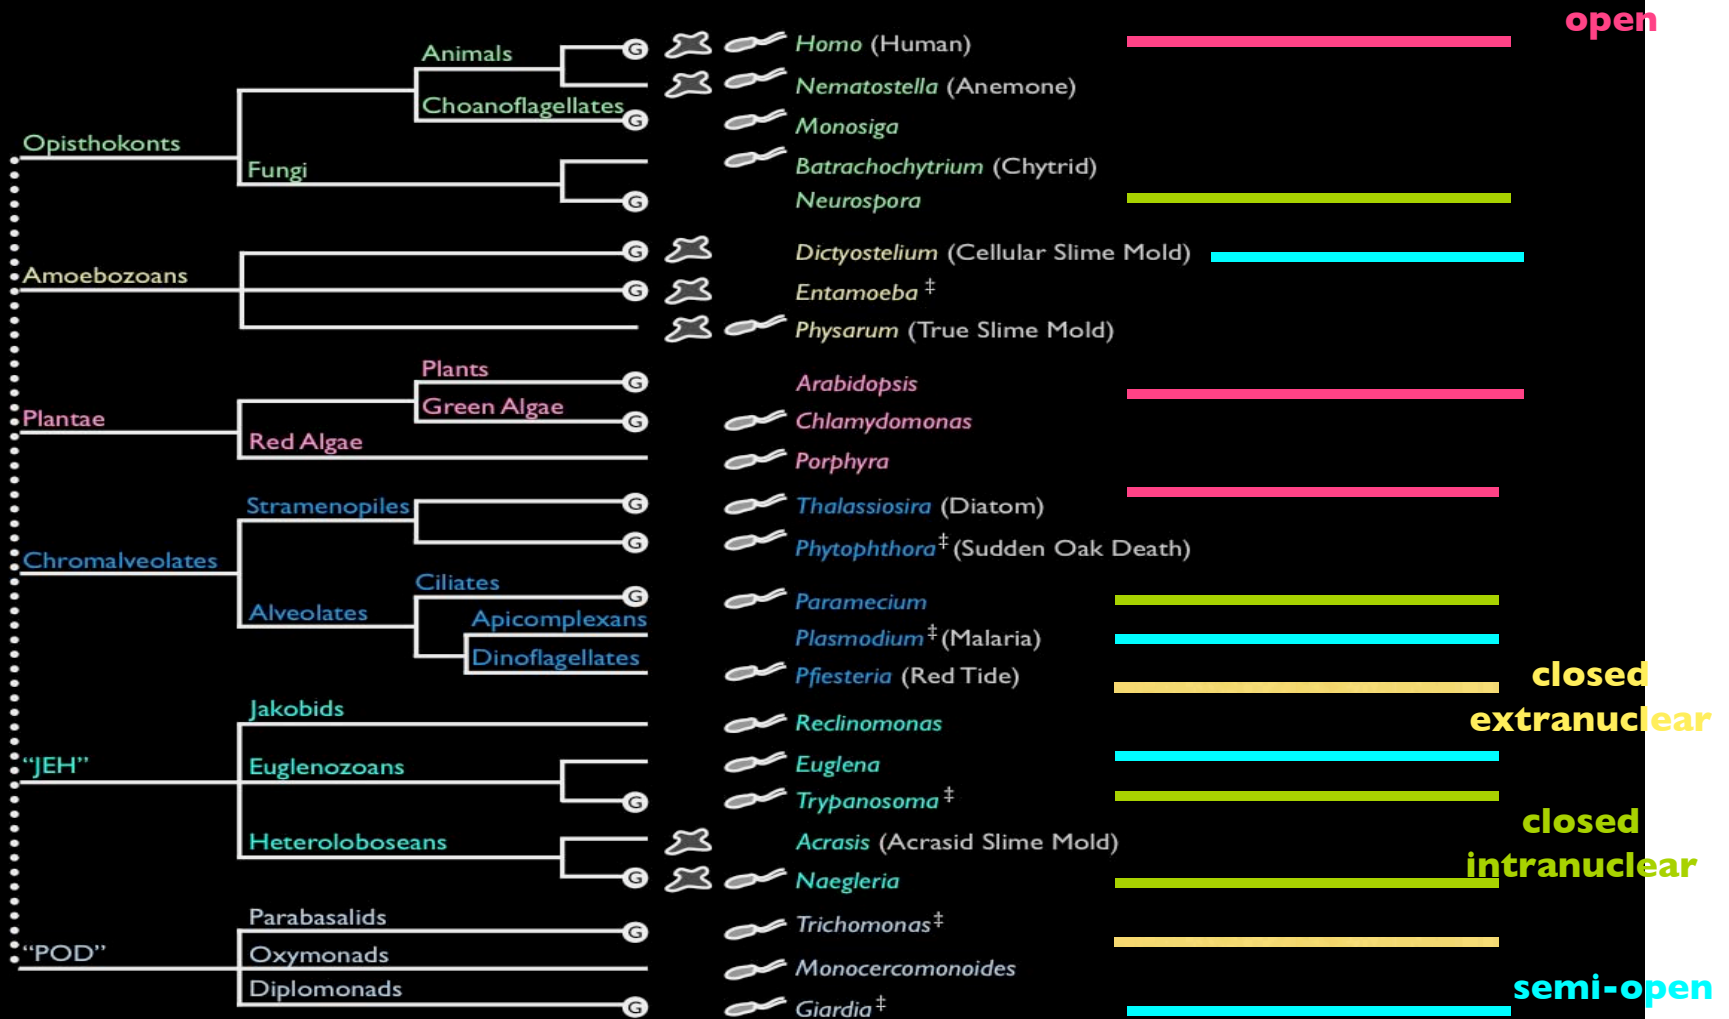 open
Animals
G Homo (Human)
Nematostella (Anemone)
Choanoflagellates
G Monosiga
Opisthokonts
Fungi
Batrachochytrium (Chytrid)
G Neurospora
G Dictyostelium (Cellular Slime Mold)
Amoebozoans
G Entamoeba ‡
Physarum (True Slime Mold)
Plants
G Arabidopsis
Green Algae
G Chlamydomonas
Plantae
Red Algae
Porphyra
Stramenopiles
G Thalassiosira (Diatom)
G Phytophthora‡ (Sudden Oak Death)
Chromalveolates
Ciliates
G Paramecium
Alveolates
Apicomplexans
Plasmodium‡ (Malaria)
Dinoflagellates
Pfiesteria (Red Tide)
closed
extranuclear
Jakobids
Reclinomonas
"JEH"
Euglenozoans
Euglena
G Trypanosoma‡
closed
intranuclear
Heteroloboseans
Acrasis (Acrasid Slime Mold)
G Naegleria
Parabasalids
G Trichomonas‡
"POD"
Oxymonads
Monocercomonoides
Diplomonads
semi-open
G Giardia‡